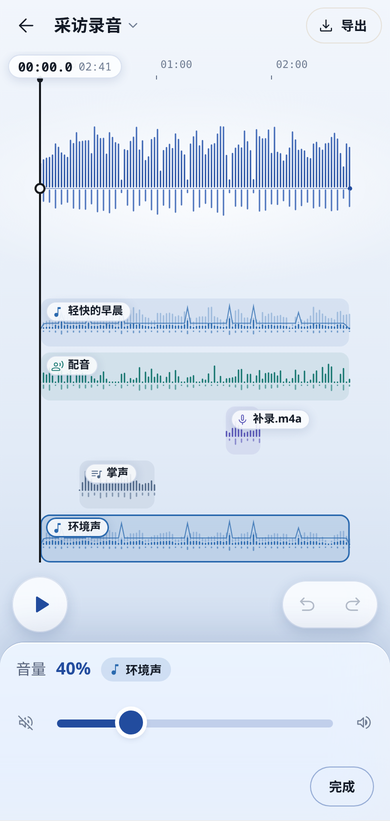 采访录音
导出
00:00.0 02:41
01:00
02:00
轻快的早晨
配音
补录.m4a
掌声
环境声
音量 40% 环境声
完成